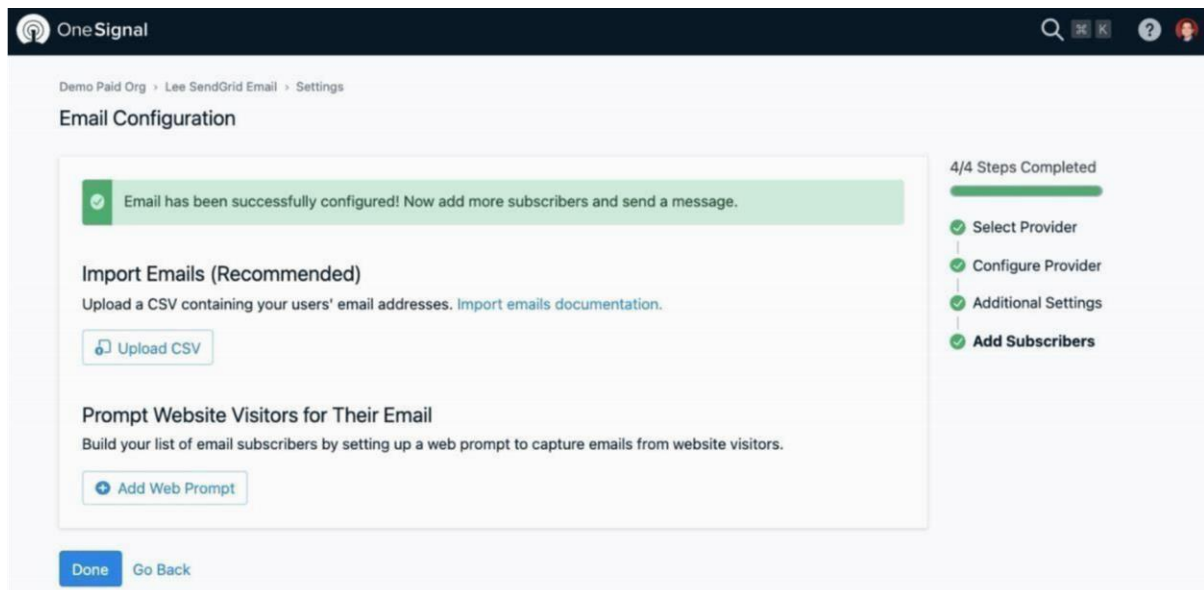 OneSignal
⌘ K ?
Demo Paid Org › Lee SendGrid Email › Settings
Email Configuration
Email has been successfully configured! Now add more subscribers and send a message.
Import Emails (Recommended)
Upload a CSV containing your users' email addresses. Import emails documentation.
Upload CSV
Prompt Website Visitors for Their Email
Build your list of email subscribers by setting up a web prompt to capture emails from website visitors.
Add Web Prompt
Done Go Back
4/4 Steps Completed
Select Provider
Configure Provider
Additional Settings
Add Subscribers